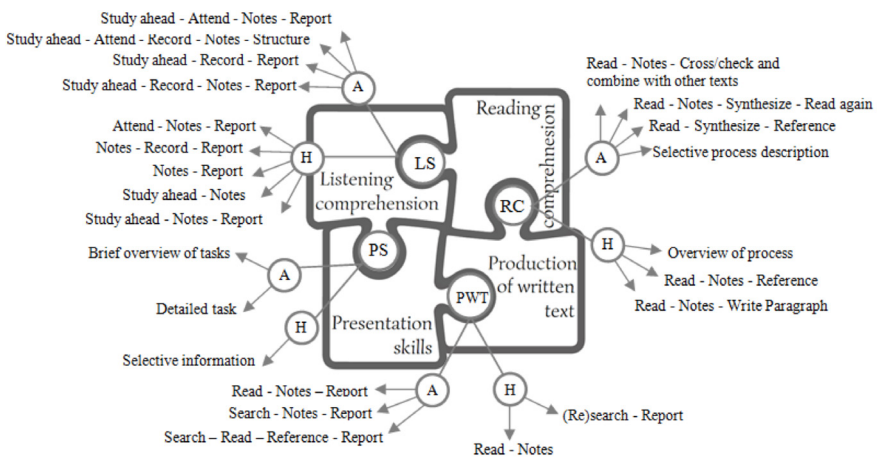 Study ahead - Attend - Notes - Report
Study ahead - Attend - Record - Notes - Structure
Study ahead - Record - Report
Study ahead - Record - Notes - Report
A
Attend - Notes - Report
Notes - Record - Report
Notes - Report
Study ahead - Notes
Study ahead - Notes - Report
H
LS
Listening
comprehension
Reading
comprehnesion
RC
Read - Notes - Cross/check and
combine with other texts
Read - Notes - Synthesize - Read again
Read - Synthesize - Reference
Selective process description
A
H
Overview of process
Read - Notes - Reference
Read - Notes - Write Paragraph
Brief overview of tasks
A
Detailed task
H
Selective information
PS
Presentation
skills
PWT
Production
of written
text
Read - Notes – Report
Search - Notes - Report
Search – Read – Reference - Report
A
H
(Re)search - Report
Read - Notes